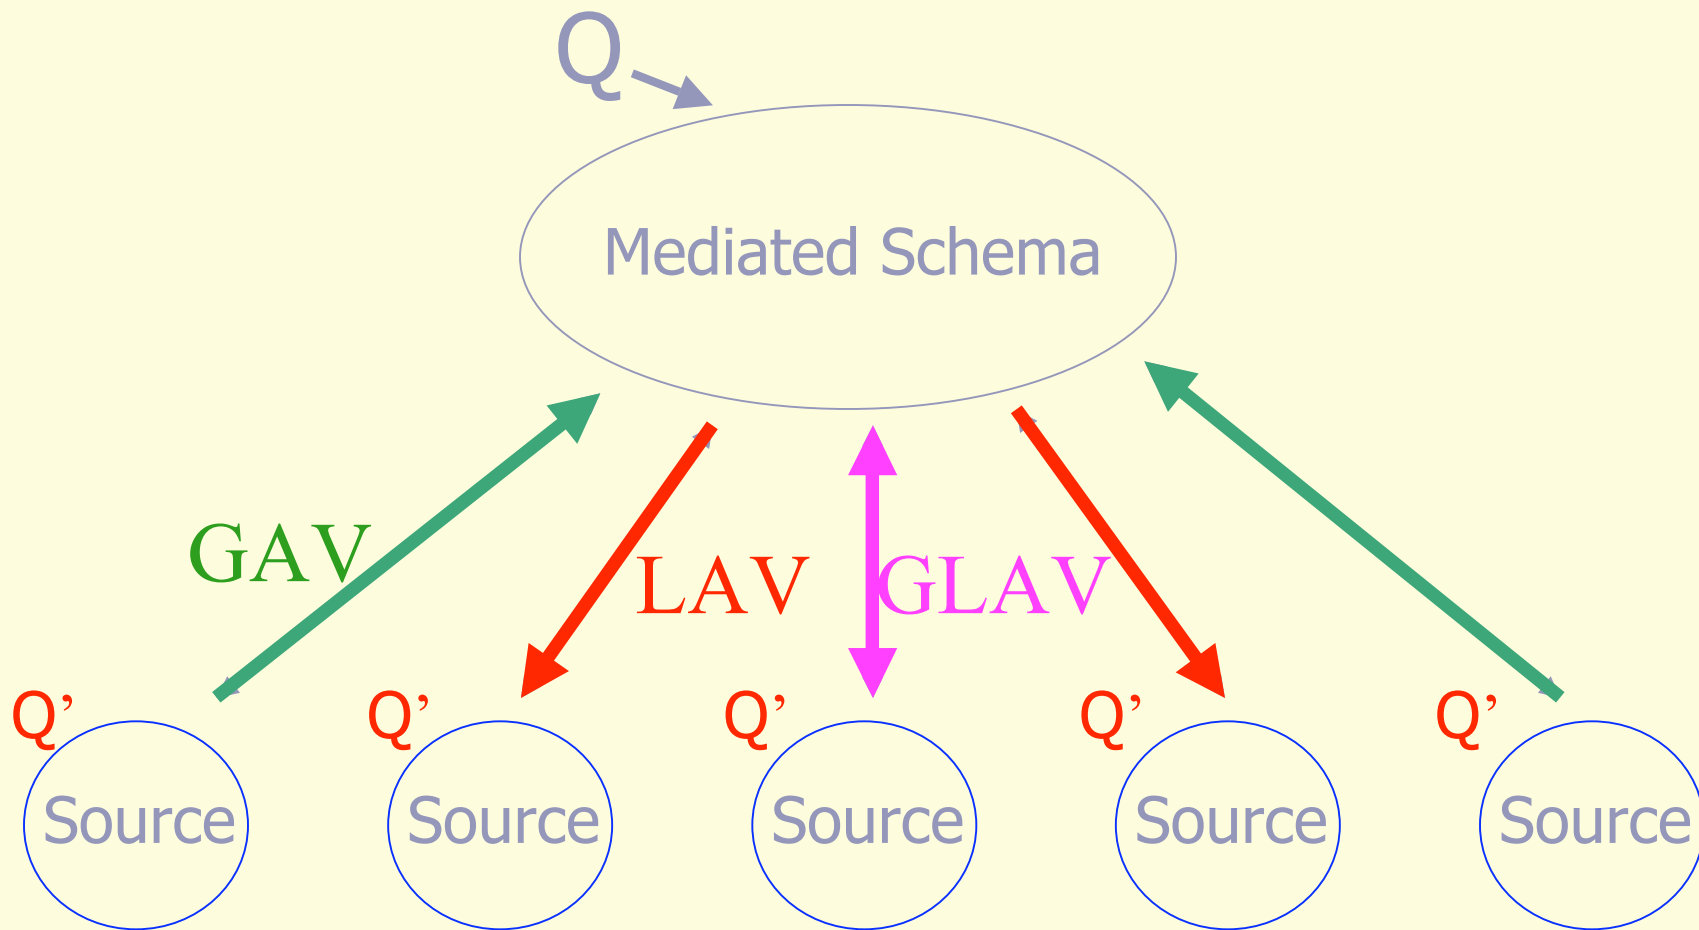 Q
Mediated Schema
GAV
LAV
GLAV
Q’ Q’ Q’ Q’ Q’
Source Source Source Source Source